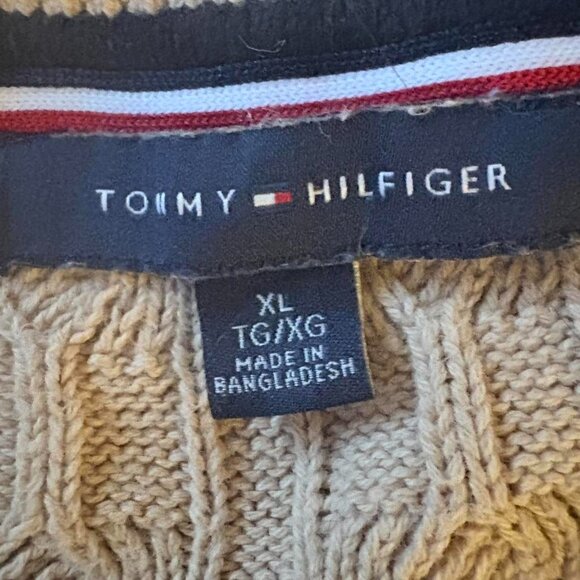 TOMMY HILFIGER
XL
TG/XG
MADE IN
BANGLADESH